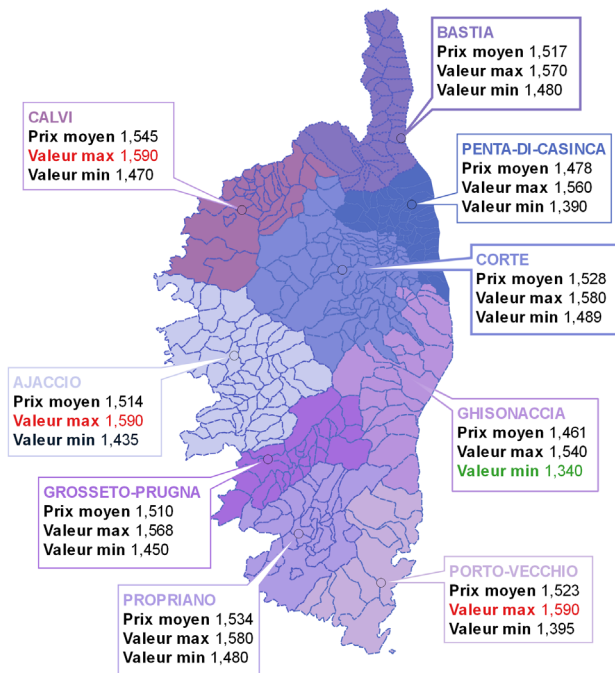 BASTIA
Prix moyen 1,517
Valeur max 1,570
Valeur min 1,480
CALVI
Prix moyen 1,545
Valeur max 1,590
Valeur min 1,470
PENTA-DI-CASINCA
Prix moyen 1,478
Valeur max 1,560
Valeur min 1,390
CORTE
Prix moyen 1,528
Valeur max 1,580
Valeur min 1,489
AJACCIO
Prix moyen 1,514
Valeur max 1,590
Valeur min 1,435
GHISONACCIA
Prix moyen 1,461
Valeur max 1,540
Valeur min 1,340
GROSSETO-PRUGNA
Prix moyen 1,510
Valeur max 1,568
Valeur min 1,450
PORTO-VECCHIO
Prix moyen 1,523
Valeur max 1,590
Valeur min 1,395
PROPRIANO
Prix moyen 1,534
Valeur max 1,580
Valeur min 1,480